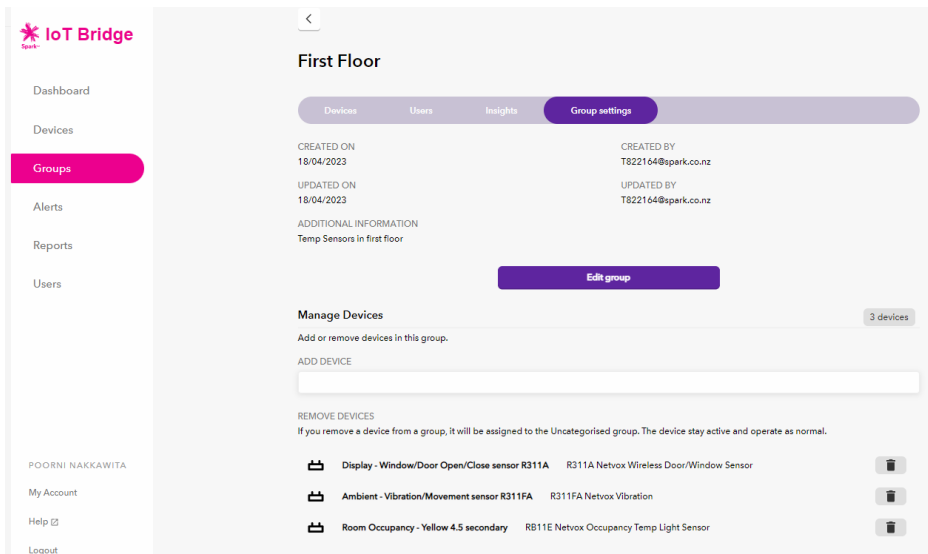 IoT Bridge
Spark
Dashboard
Devices
Groups
Alerts
Reports
Users
POORNI NAKKAWITA
My Account
Help
Logout
First Floor
Devices Users Insights Group settings
CREATED ON CREATED BY
18/04/2023 T822164@spark.co.nz
UPDATED ON UPDATED BY
18/04/2023 T822164@spark.co.nz
ADDITIONAL INFORMATION
Temp Sensors in first floor
Edit group
Manage Devices 3 devices
Add or remove devices in this group.
ADD DEVICE
REMOVE DEVICES
If you remove a device from a group, it will be assigned to the Uncategorised group. The device stay active and operate as normal.
Display - Window/Door Open/Close sensor R311A R311A Netvox Wireless Door/Window Sensor
Ambient - Vibration/Movement sensor R311FA R311FA Netvox Vibration
Room Occupancy - Yellow 4.5 secondary RB11E Netvox Occupancy Temp Light Sensor